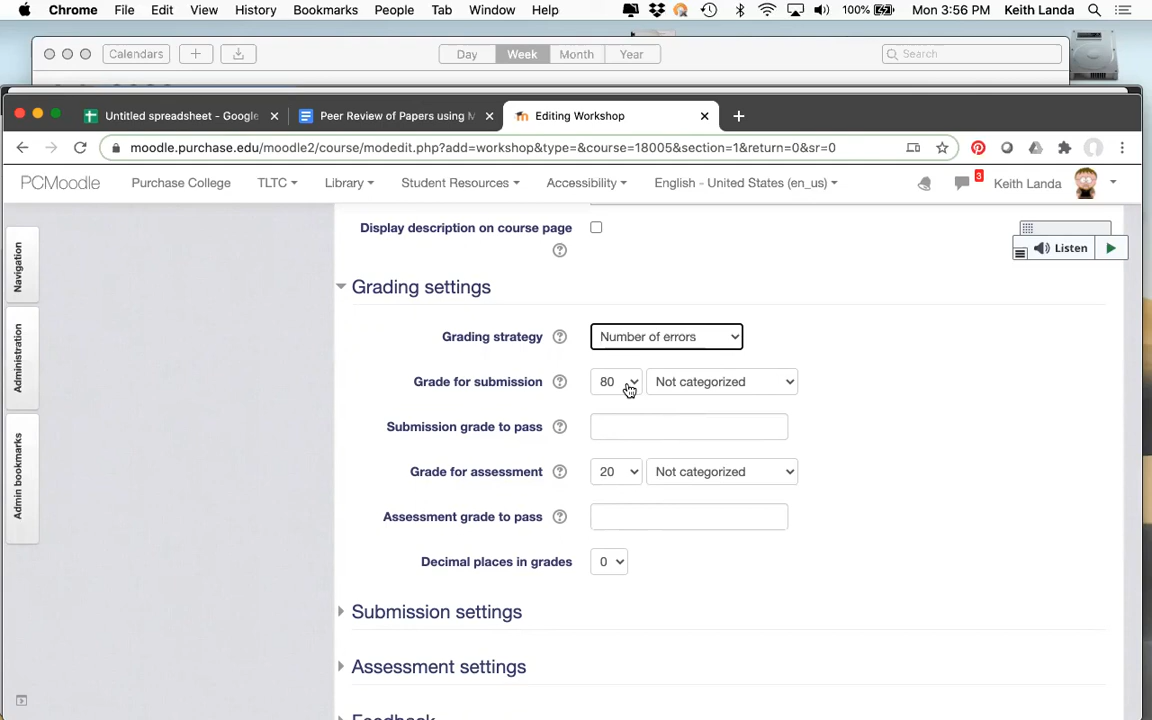 Chrome File Edit View History Bookmarks People Tab Window Help 100% Mon 3:56 PM Keith Landa
Calendars Day Week Month Year Search
Untitled spreadsheet - Google Peer Review of Papers using M Editing Workshop
moodle.purchase.edu/moodle2/course/modedit.php?add=workshop&type=&course=18005&section=1&return=0&sr=0
PCMoodle Purchase College TLTC Library Student Resources Accessibility English - United States (en_us) 3 Keith Landa
Display description on course page
Listen
Navigation
Administration
Admin bookmarks
Grading settings
Grading strategy Number of errors
Grade for submission 80 Not categorized
Submission grade to pass
Grade for assessment 20 Not categorized
Assessment grade to pass
Decimal places in grades 0
Submission settings
Assessment settings
Feedback